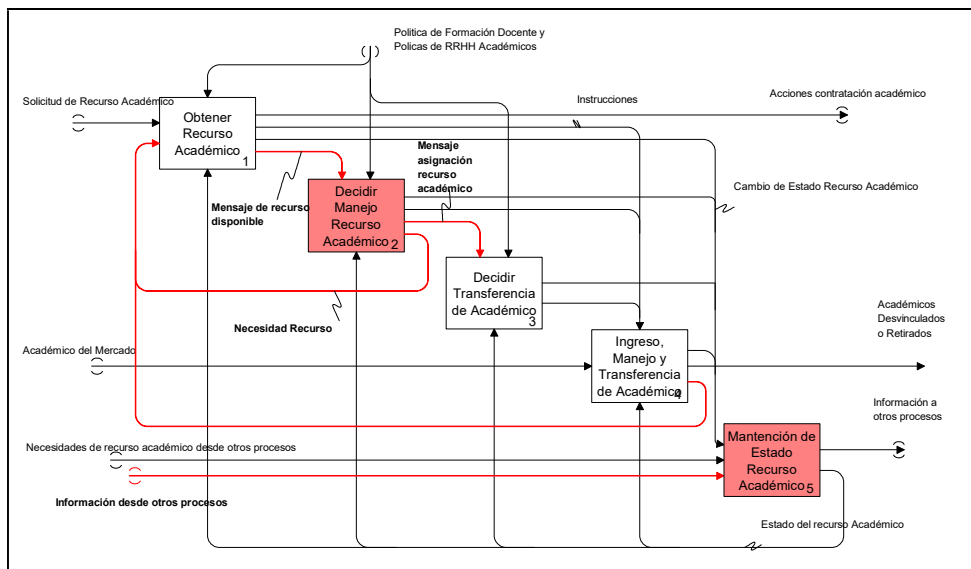 Politica de Formación Docente y
Policas de RRHH Académicos
Solicitud de Recurso Académico
Instrucciones
Acciones contratación académico
Obtener
Recurso
Académico
1
Mensaje
asignación
recurso
académico
Mensaje de recurso
disponible
Decidir
Manejo
Recurso
Académico
2
Cambio de Estado Recurso Académico
Decidir
Transferencia
de Académico
3
Necesidad Recurso
Académicos
Desvinculados
o Retirados
Académico del Mercado
Ingreso,
Manejo y
Transferencia
de Académico
4
Información a
otros procesos
Necesidades de recurso académico desde otros procesos
Mantención de
Estado
Recurso
Académico
5
Información desde otros procesos
Estado del recurso Académico